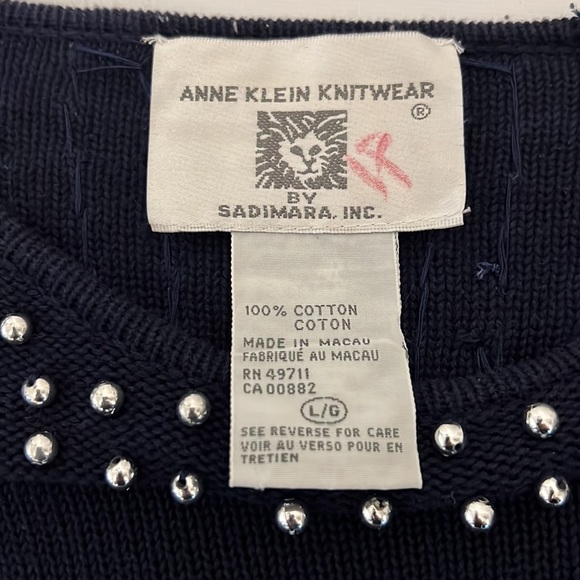 ANNE KLEIN KNITWEAR
®
19
BY
SADIMARA, INC.
100% COTTON
COTON
MADE IN MACAU
FABRIQUÉ AU MACAU
RN 49711
CA 00882
L/G
SEE REVERSE FOR CARE
VOIR AU VERSO POUR EN
TRETIEN